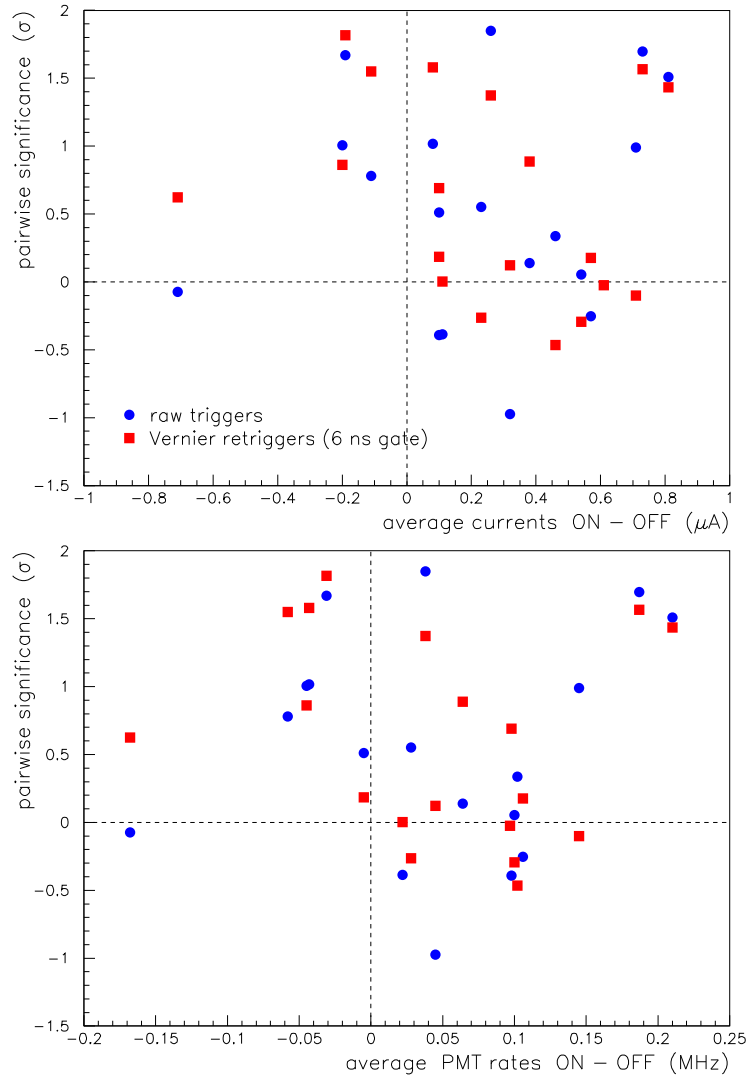 2
1.5
1
0.5
0
−0.5
−1
−1.5
pairwise significance (σ)
raw triggers
Vernier retriggers (6 ns gate)
−1 −0.8 −0.6 −0.4 −0.2 0 0.2 0.4 0.6 0.8 1
average currents ON − OFF (μA)
2
1.5
1
0.5
0
−0.5
−1
−1.5
pairwise significance (σ)
−0.2 −0.15 −0.1 −0.05 0 0.05 0.1 0.15 0.2 0.25
average PMT rates ON − OFF (MHz)